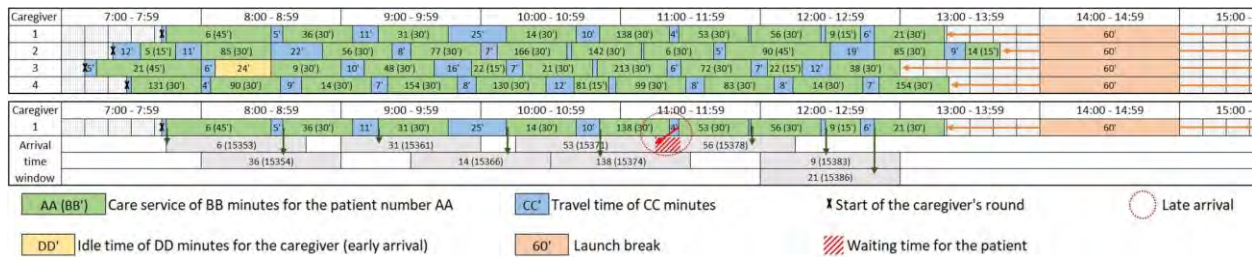 Caregiver 7:00 - 7:59 8:00 - 8:59 9:00 - 9:59 10:00 - 10:59 11:00 - 11:59 12:00 - 12:59 13:00 - 13:59 14:00 - 14:59 15:00 -
1 6 (45') 5' 36 (30') 11' 31 (30') 25' 14 (30') 10' 138 (30') 4' 53 (30') 56 (30') 9 (15') 6' 21 (30') 60'
2 12' 5 (15') 11' 85 (30') 22' 56 (30') 8' 77 (30') 7' 166 (30') 142 (30') 6 (30') 5' 90 (45') 19' 85 (30') 9' 14 (15') 60'
3 5' 21 (45') 6' 24' 9 (30') 10' 48 (30') 16' 22 (15') 7' 21 (30') 213 (30') 6' 72 (30') 7' 22 (15') 12' 38 (30') 60'
4 131 (30') 4' 90 (30') 9' 14 (30') 7' 154 (30') 8' 130 (30') 12' 81 (15') 99 (30') 8' 83 (30') 8' 14 (30') 7' 154 (30') 60'
Caregiver 7:00 - 7:59 8:00 - 8:59 9:00 - 9:59 10:00 - 10:59 11:00 - 11:59 12:00 - 12:59 13:00 - 13:59 14:00 - 14:59 15:00 -
1 6 (45') 5' 36 (30') 11' 31 (30') 25' 14 (30') 10' 138 (30') 4' 53 (30') 56 (30') 9 (15') 6' 21 (30') 60'
Arrival 6 (15353) 31 (15361) 53 (15371) 56 (15378)
time 36 (15354) 14 (15366) 138 (15374) 9 (15383)
window 21 (15386)
AA (BB') Care service of BB minutes for the patient number AA CC' Travel time of CC minutes Start of the caregiver's round Late arrival
DD' Idle time of DD minutes for the caregiver (early arrival) 60' Launch break Waiting time for the patient